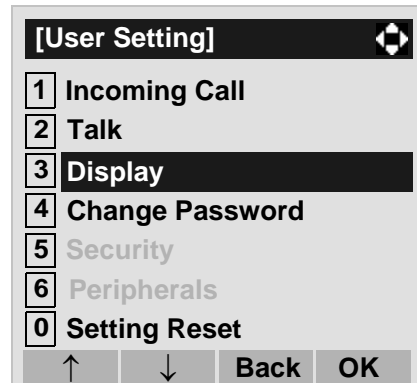 [User Setting]
1 Incoming Call
2 Talk
3 Display
4 Change Password
5 Security
6 Peripherals
0 Setting Reset
↑ ↓ Back OK